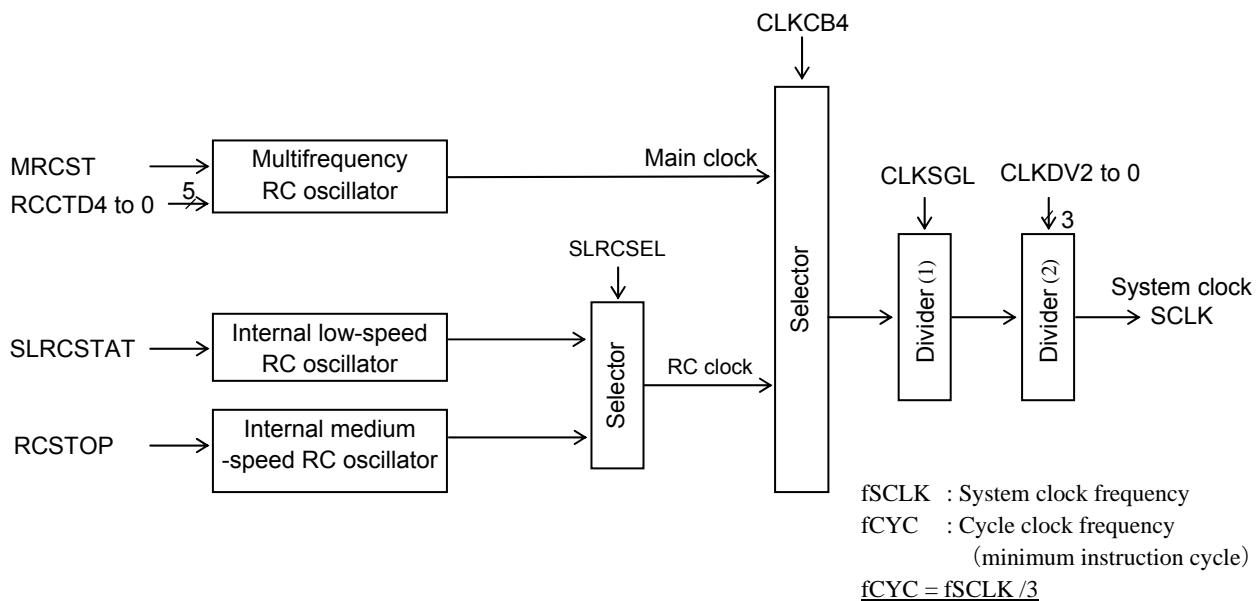 CLKCB4
MRCST
RCCTD4 to 0
5
Multifrequency
RC oscillator
Main clock
CLKSGL
CLKDV2 to 0
3
SLRCSEL
SLRCSTAT
Internal low-speed
RC oscillator
RCSTOP
Internal medium
-speed RC oscillator
Selector
RC clock
Selector
Divider (1)
Divider (2)
System clock
SCLK
fSCLK : System clock frequency
fCYC : Cycle clock frequency
(minimum instruction cycle)
fCYC = fSCLK /3